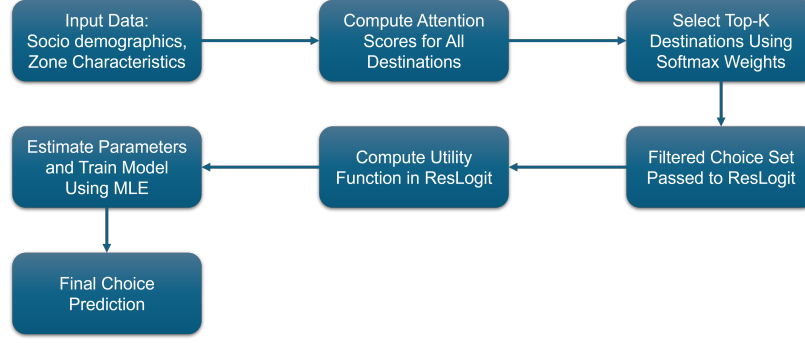 Input Data:
Socio demographics,
Zone Characteristics
Compute Attention
Scores for All
Destinations
Select Top-K
Destinations Using
Softmax Weights
Filtered Choice Set
Passed to ResLogit
Compute Utility
Function in ResLogit
Estimate Parameters
and Train Model
Using MLE
Final Choice
Prediction